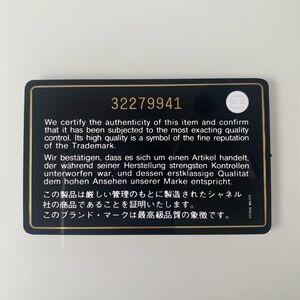 32279941
We certify the authenticity of this item and confirm
that it has been subjected to the most exacting quality
control. Its high quality is a symbol of the fine reputation
of the Trademark.
Wir bestätigen, dass es sich um einen Artikel handelt,
der während seiner Herstellung strengsten Kontrollen
unterworfen war, und dessen erstklassige Qualität
dem hohen Ansehen unserer Marke entspricht.
この製品は厳しい管理のもとに製造されたシャネル
社の商品であることを証明いたします。
このブランド・マークは最高級品質の象徴です。